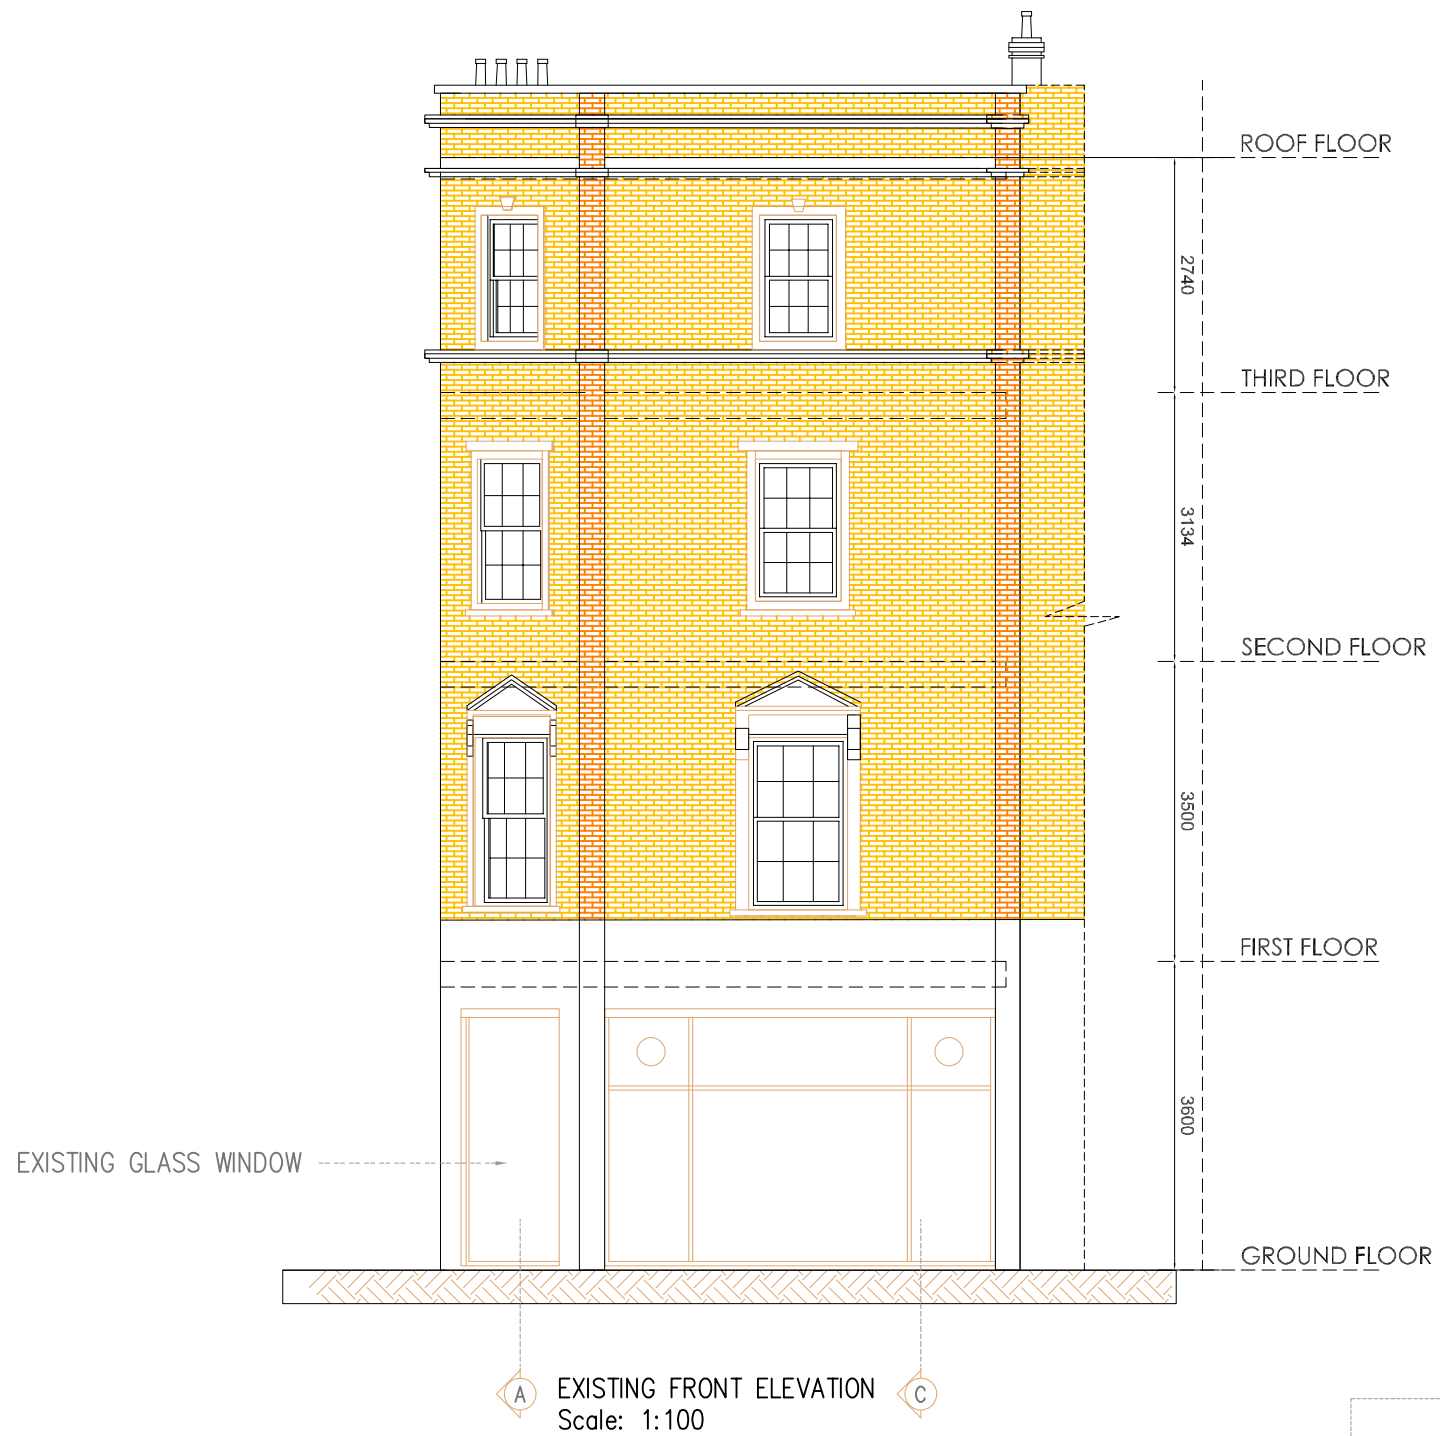 ROOF FLOOR
2740
THIRD FLOOR
3134
SECOND FLOOR
3500
FIRST FLOOR
3600
EXISTING GLASS WINDOW
GROUND FLOOR
A
EXISTING FRONT ELEVATION
C
Scale: 1:100